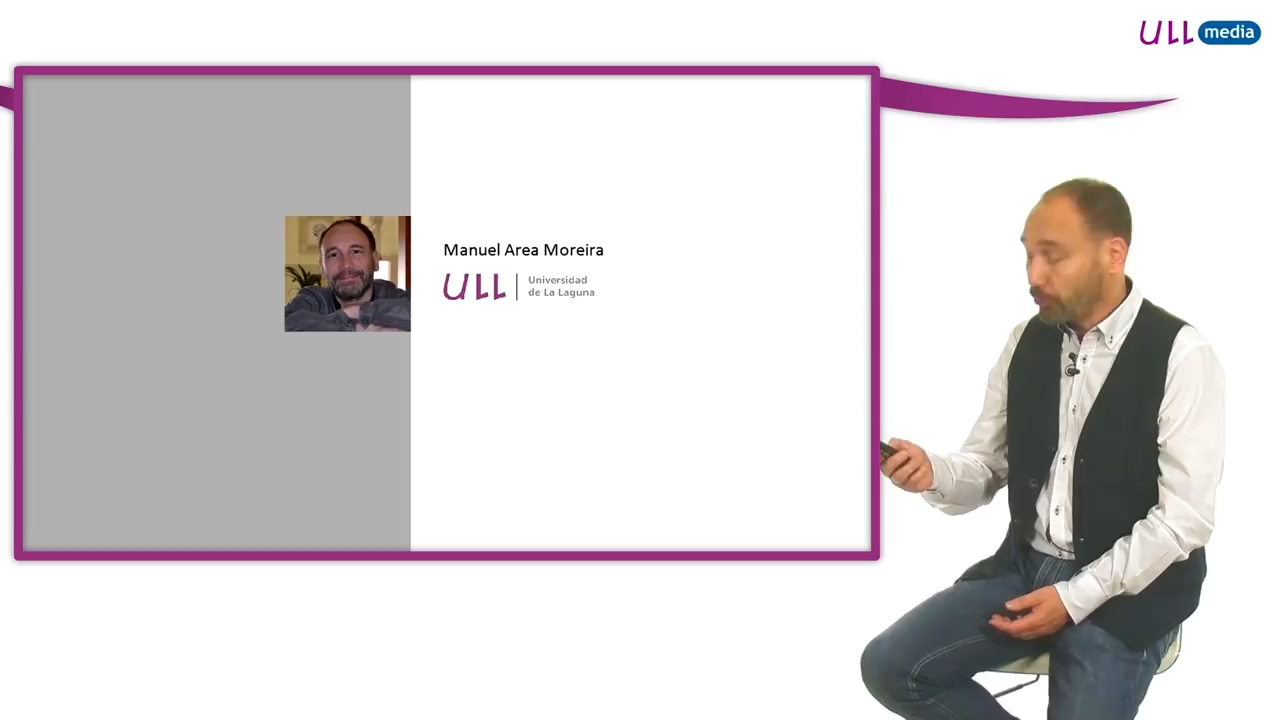 ULL media
Manuel Area Moreira
ULL
Universidad
de La Laguna